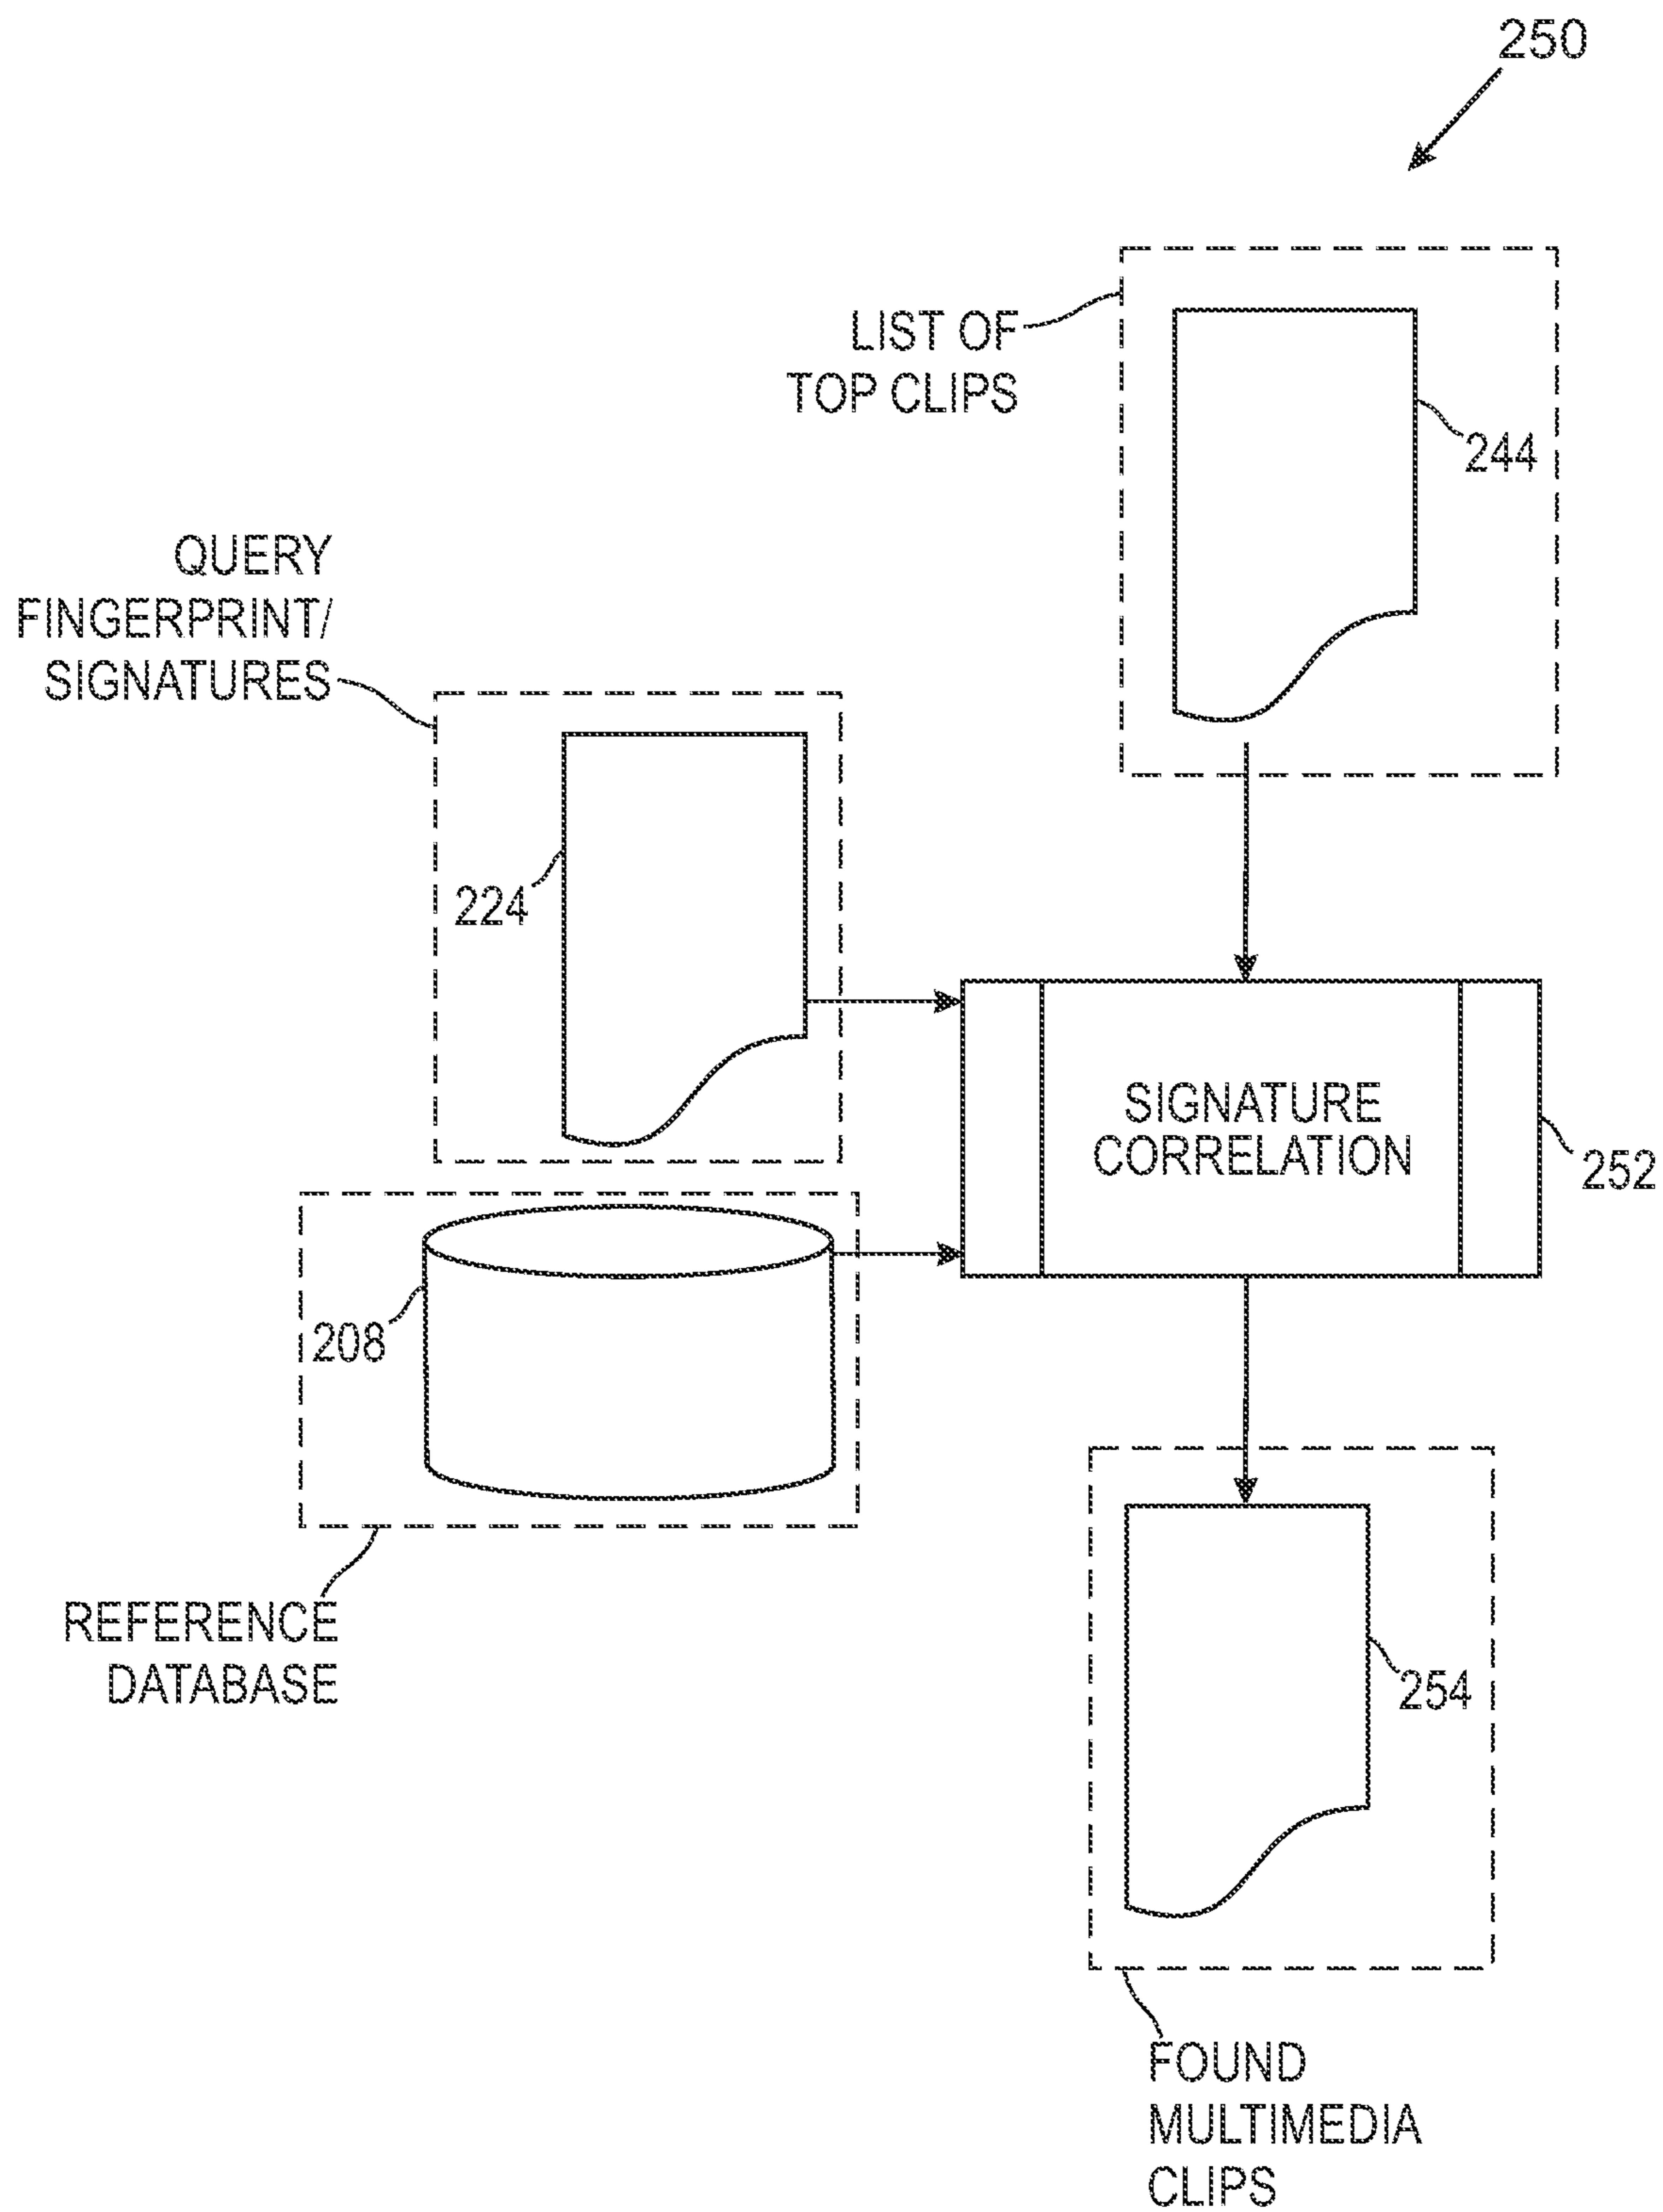 250
LIST OF
TOP CLIPS
244
QUERY
FINGERPRINT/
SIGNATURES
224
SIGNATURE
CORRELATION
252
208
REFERENCE
DATABASE
254
FOUND
MULTIMEDIA
CLIPS